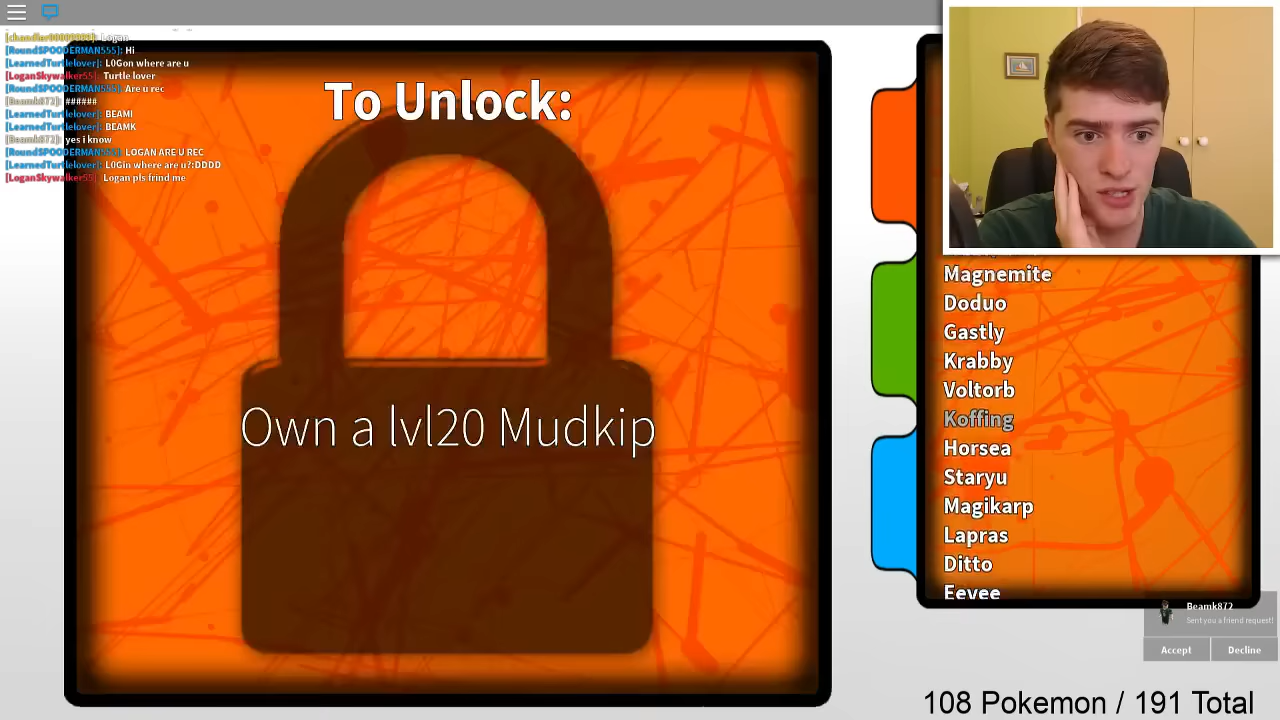 [chandler00000000]: Logan
[RoundSPOODERMAN555]: Hi
[LearnedTurtlelover]: L0Gon where are u
[LoganSkywalker55]: Turtle lover
[RoundSPOODERMAN555]: Are u rec
[Beamk872]: ######
[LearnedTurtlelover]: BEAMI
[LearnedTurtlelover]: BEAMK
[Beamk872]: yes i know
[RoundSPOODERMAN555]: LOGAN ARE U REC
[LearnedTurtlelover]: L0Gin where are u?:DDDD
[LoganSkywalker55]: Logan pls frind me
To Unlock:
Own a lvl20 Mudkip
Magnemite
Doduo
Gastly
Krabby
Voltorb
Koffing
Horsea
Staryu
Magikarp
Lapras
Ditto
Eevee
Beamk872
Sent you a friend request!
Accept
Decline
108 Pokemon / 191 Total